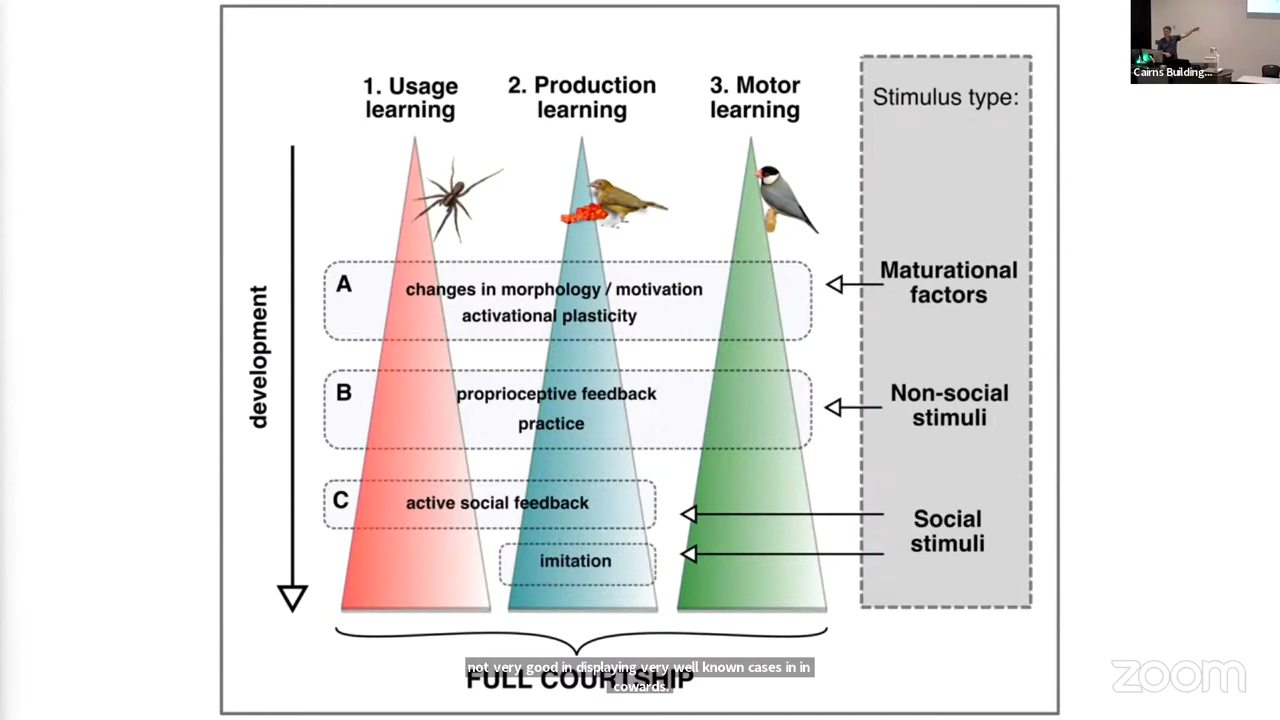 Cairns Building...
1. Usage
learning
2. Production
learning
3. Motor
learning
Stimulus type:
development
A
changes in morphology / motivation
activational plasticity
Maturational
factors
B
proprioceptive feedback
practice
Non-social
stimuli
C
active social feedback
imitation
Social
stimuli
FULL COURTSHIP
not very good in displaying very well known cases in in
cowards.
zoom